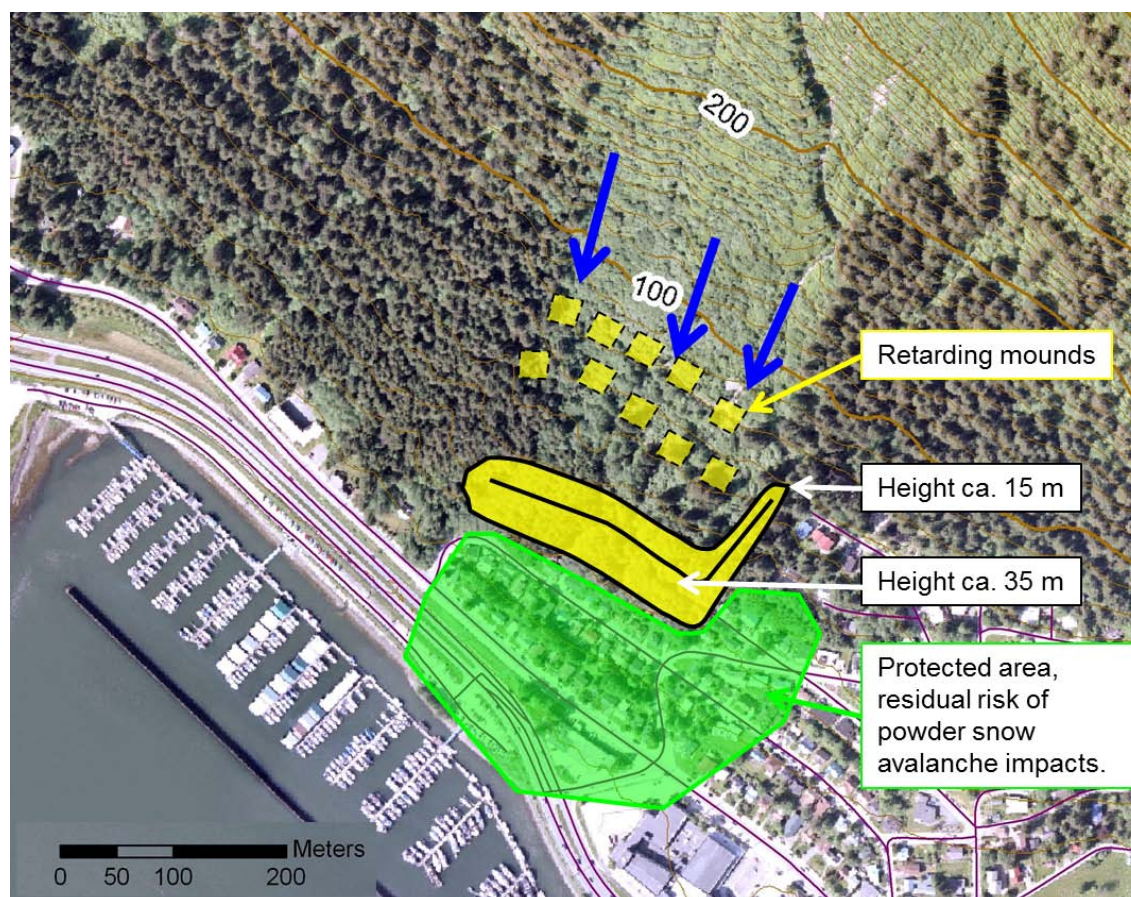 200
100
Retarding mounds
Height ca. 15 m
Height ca. 35 m
Protected area,
residual risk of
powder snow
avalanche impacts.
Meters
0 50 100 200